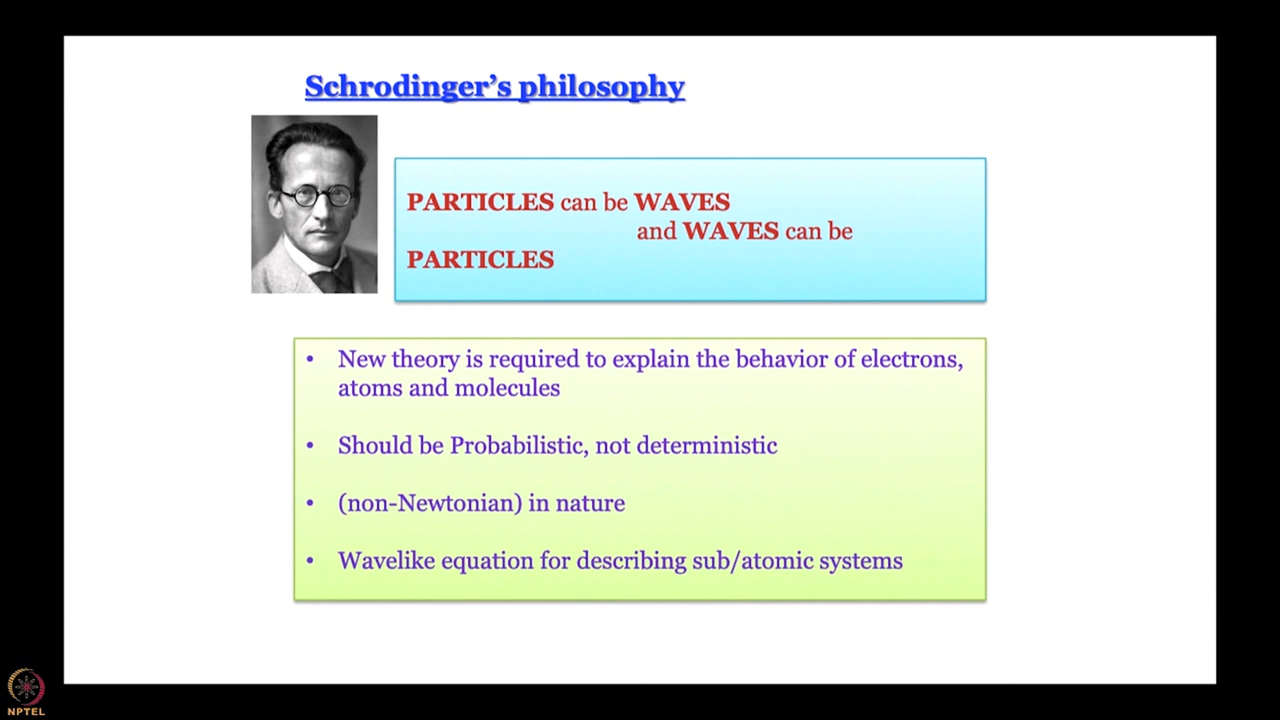 Schrodinger's philosophy
PARTICLES can be WAVES
and WAVES can be
PARTICLES
• New theory is required to explain the behavior of electrons,
atoms and molecules
• Should be Probabilistic, not deterministic
• (non-Newtonian) in nature
• Wavelike equation for describing sub/atomic systems
NPTEL